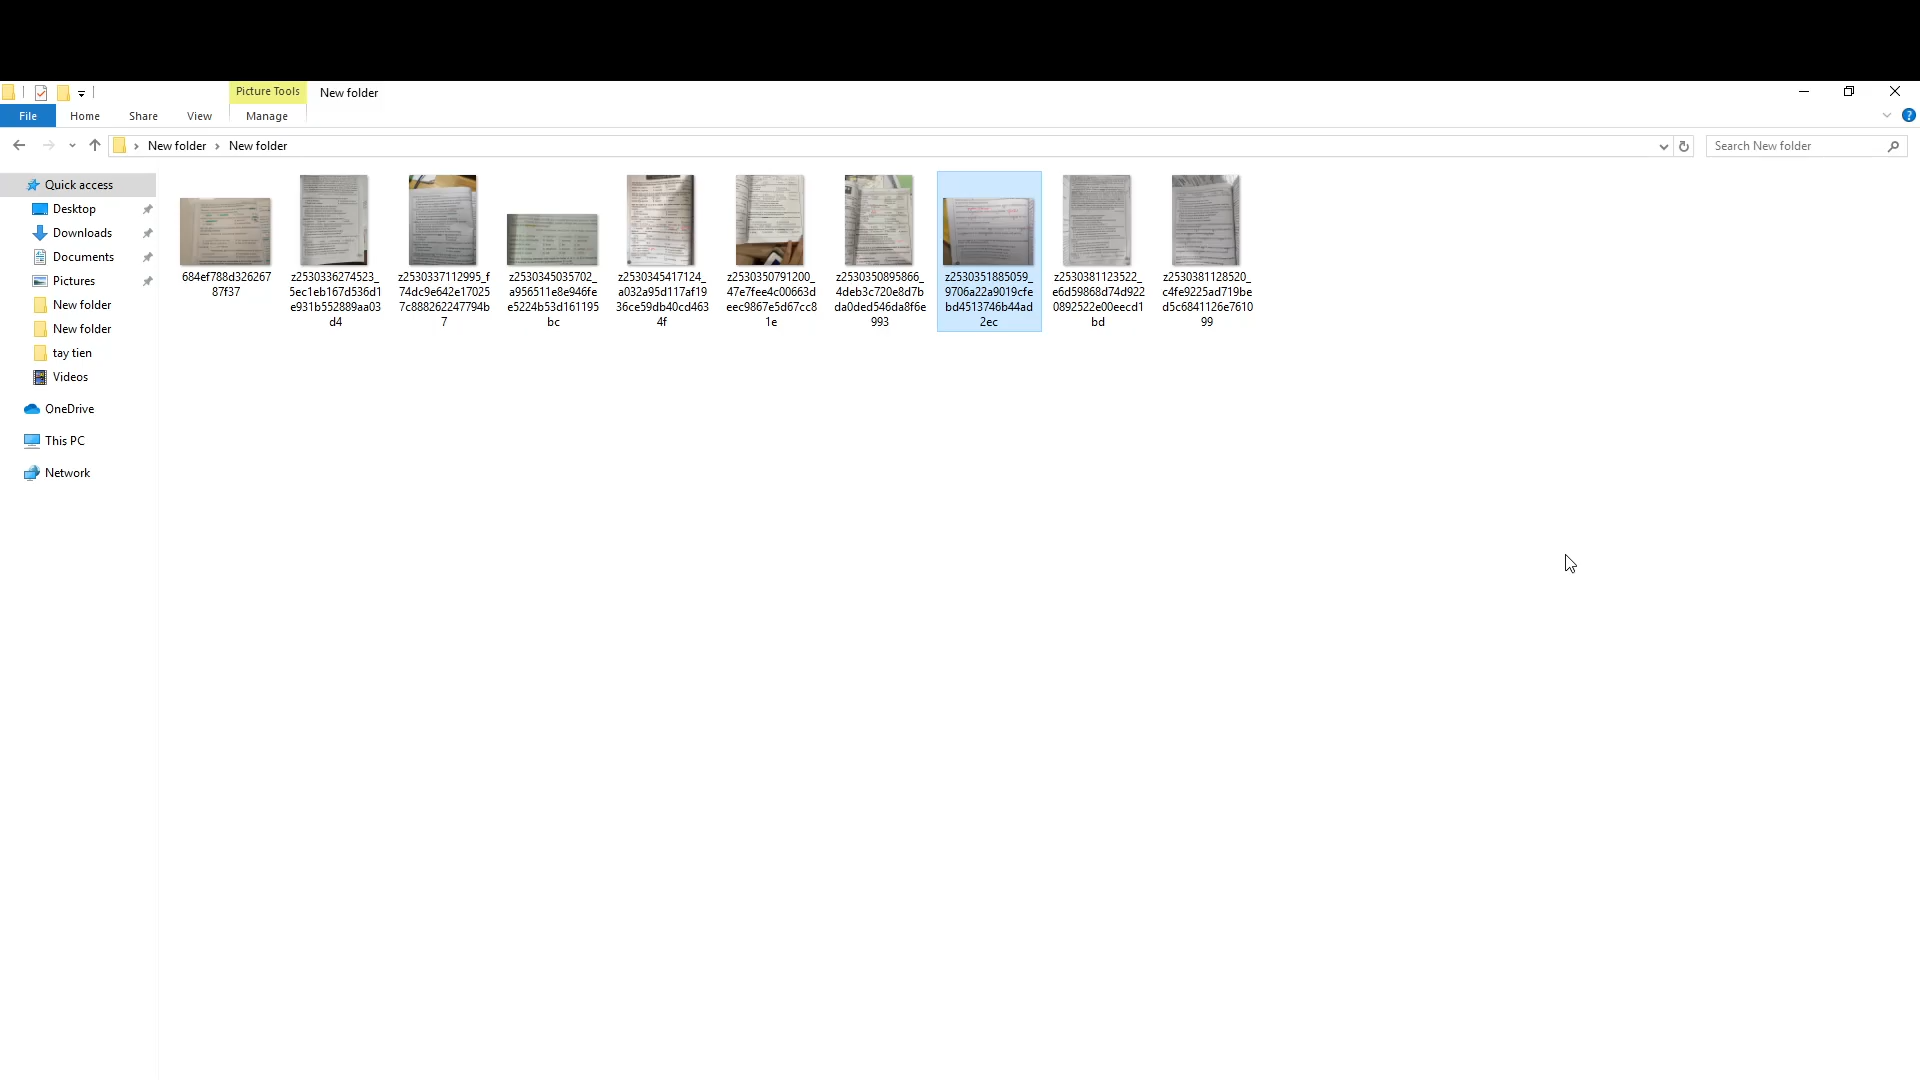 Picture Tools
New folder
File
Home
Share
View
Manage
New folder
New folder
Search New folder
Quick access
Desktop
Downloads
Documents
Pictures
New folder
New folder
tay tien
Videos
OneDrive
This PC
Network
684ef788d326267
87f37
z2530336274523_
5ec1eb167d536d1
e931b552889aa03
d4
z2530337112995_f
74dc9e642e17025
7c888262247794b
7
z2530345035702_
a956511e8e946fe
e5224b53d161195
bc
z2530345417124_
a032a95d117af19
36ce59db40cd463
4f
z2530350791200_
47e7fee4c00663d
eec9867e5d67cc8
1e
z2530350895866_
4deb3c720e8d7b
da0ded546da8f6e
993
z2530351885059_
9706a22a9019cfe
bd4513746b44ad
2ec
z2530381123522_
e6d59868d74d922
0892522e00eecd1
bd
z2530381128520_
c4fe9225ad719be
d5c6841126e7610
99